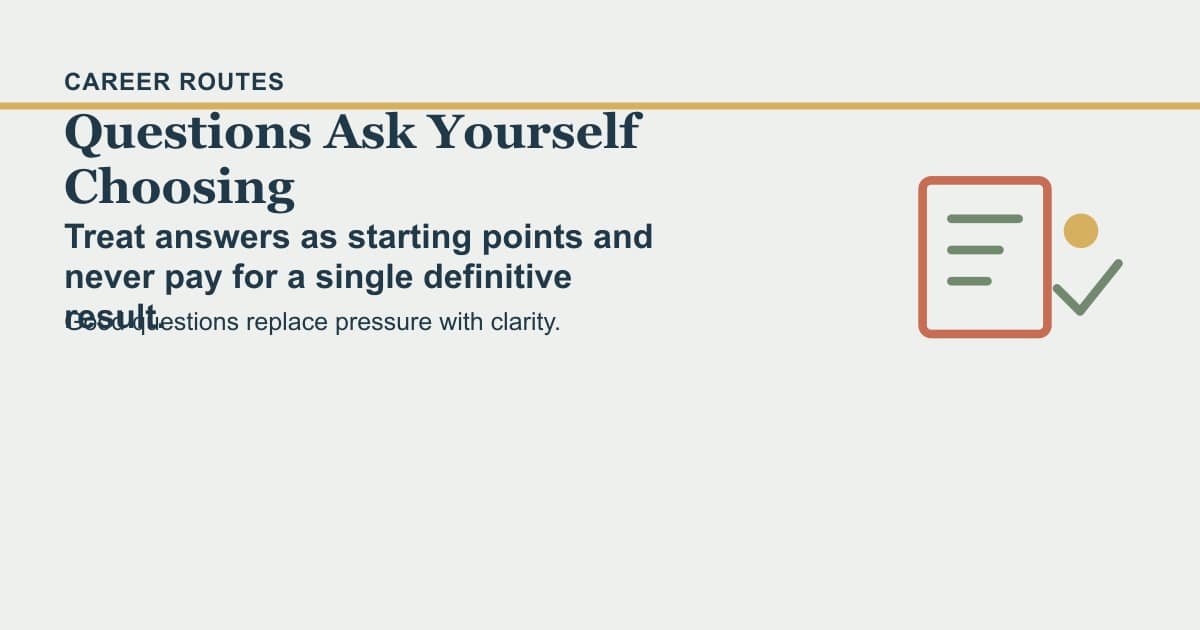 CAREER ROUTES
Questions Ask Yourself
Choosing
Treat answers as starting points and
never pay for a single definitive
result.
Good questions replace pressure with clarity.